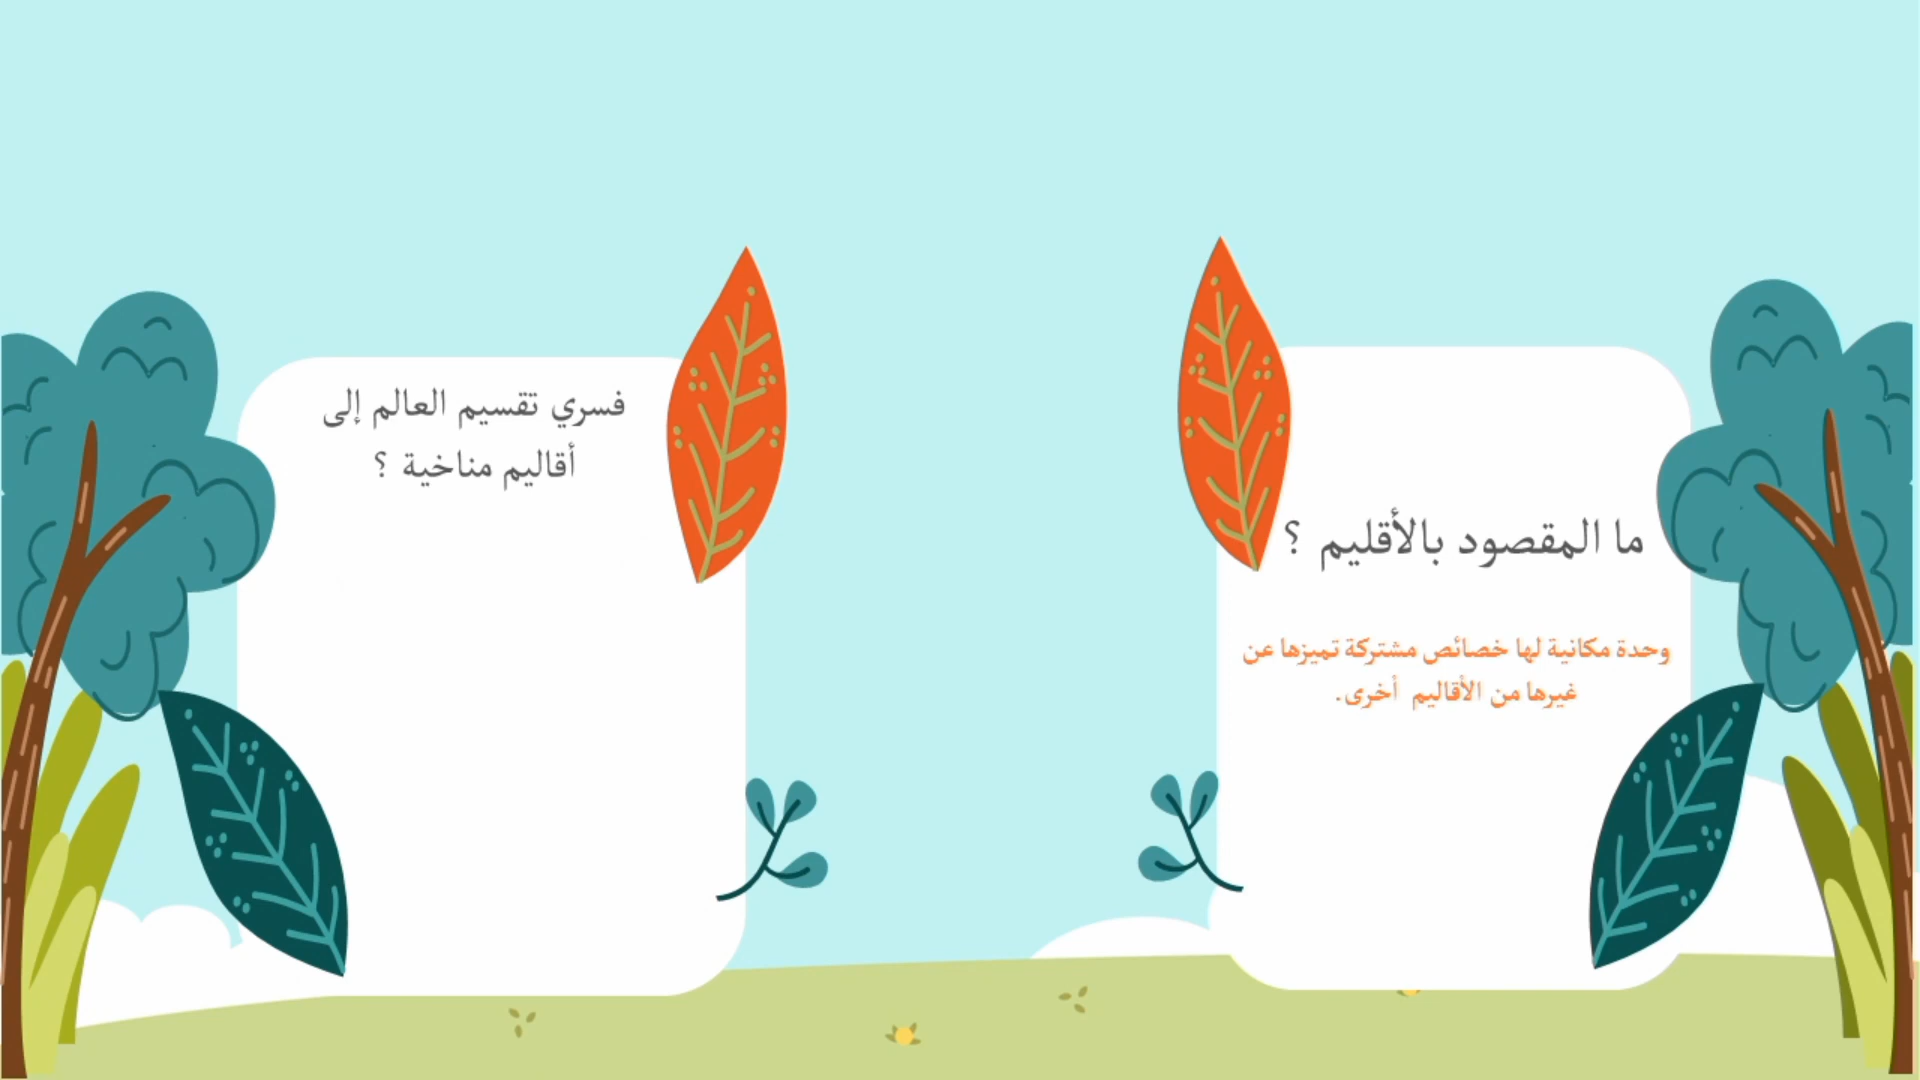 ما المقصود بالأقليم ؟
وحدة مكانية لها خصائص مشتركة تميزها عن
غيرها من الأقاليم أخرى.
فسري تقسيم العالم إلى
أقاليم مناخية ؟